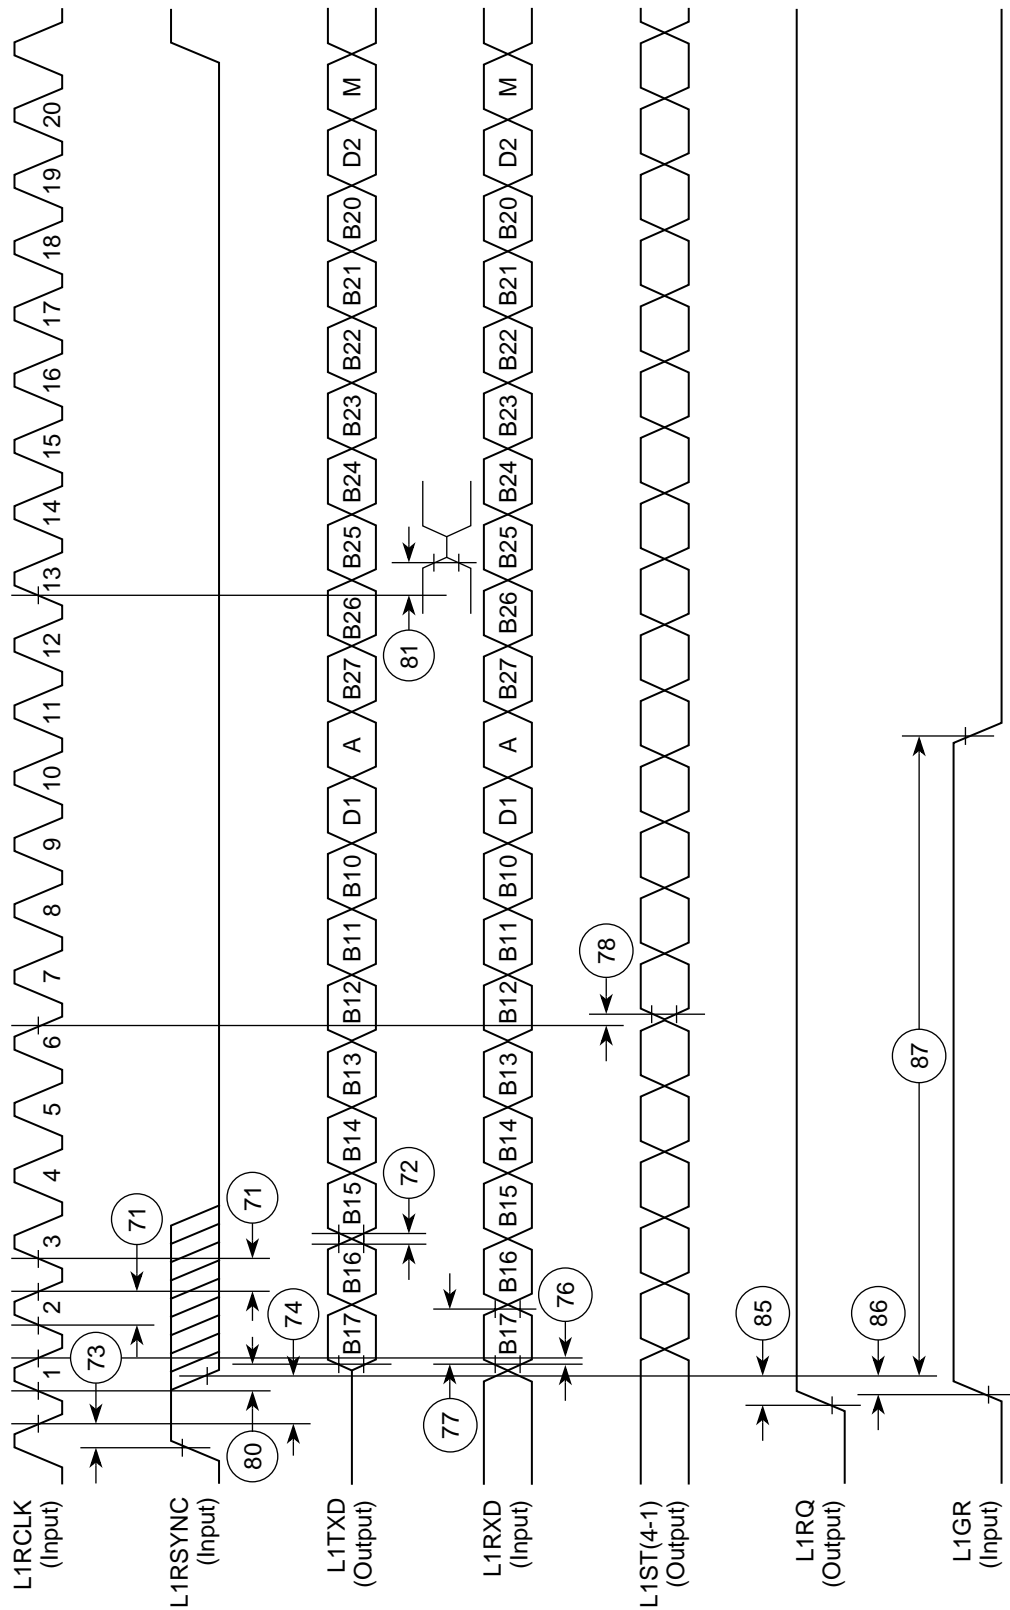 L1RCLK
(Input)
1 2 3 4 5 6 7 8 9 10 11 12 13 14 15 16 17 18 19 20
73
71
L1RSYNC
(Input)
80
71
74
L1TXD
(Output)
B17 B16 B15 B14 B13 B12 B11 B10 D1 A B27 B26 B25 B24 B23 B22 B21 B20 D2 M
72
81
77
L1RXD
(Input)
B17 B16 B15 B14 B13 B12 B11 B10 D1 A B27 B26 B25 B24 B23 B22 B21 B20 D2 M
76
78
L1ST(4-1)
(Output)
85
L1RQ
(Output)
86
87
L1GR
(Input)